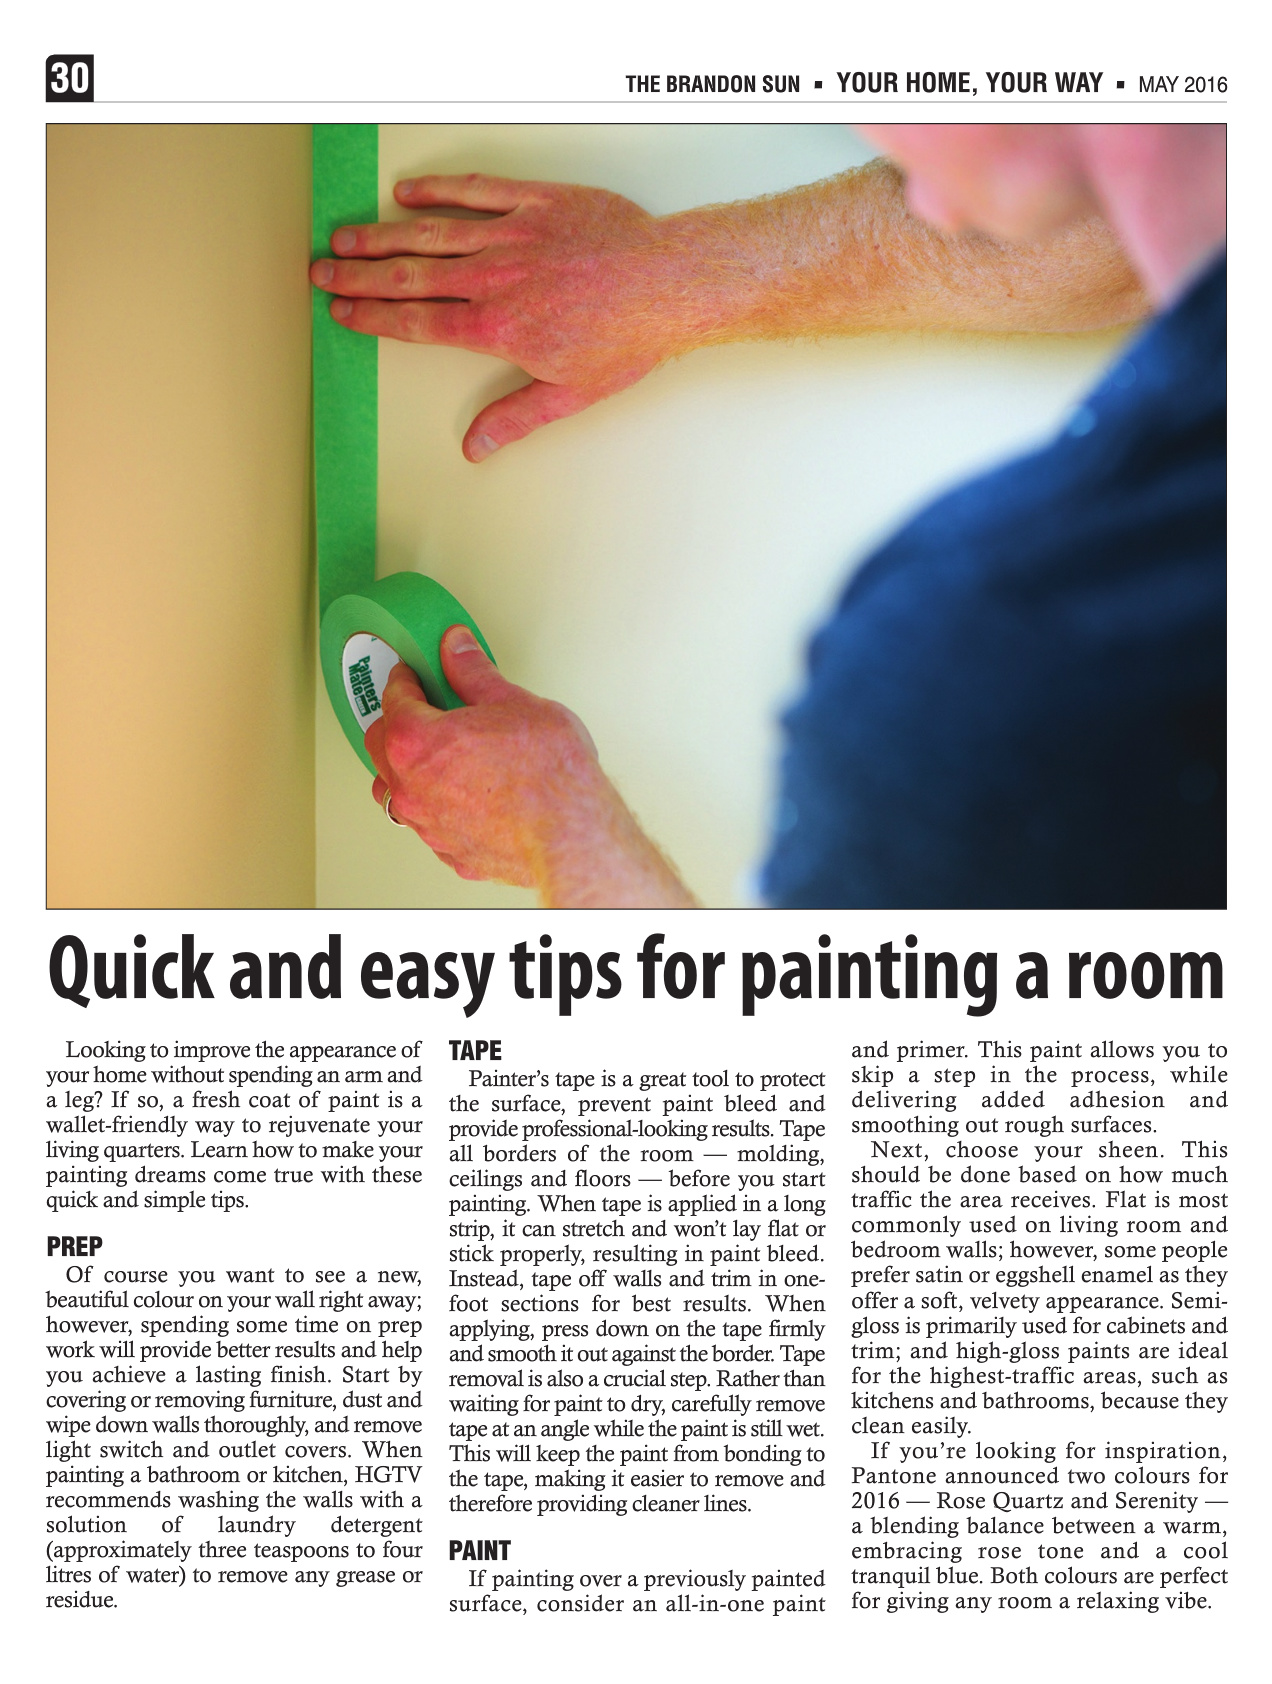 30
THE BRANDON SUN ▪ YOUR HOME, YOUR WAY ▪ MAY 2016
Painter's
Mate
Quick and easy tips for painting a room
Looking to improve the appearance of
your home without spending an arm and
a leg? If so, a fresh coat of paint is a
wallet-friendly way to rejuvenate your
living quarters. Learn how to make your
painting dreams come true with these
quick and simple tips.
PREP
Of course you want to see a new,
beautiful colour on your wall right away;
however, spending some time on prep
work will provide better results and help
you achieve a lasting finish. Start by
covering or removing furniture, dust and
wipe down walls thoroughly, and remove
light switch and outlet covers. When
painting a bathroom or kitchen, HGTV
recommends washing the walls with a
solution of laundry detergent
(approximately three teaspoons to four
litres of water) to remove any grease or
residue.
TAPE
Painter's tape is a great tool to protect
the surface, prevent paint bleed and
provide professional-looking results. Tape
all borders of the room — molding,
ceilings and floors — before you start
painting. When tape is applied in a long
strip, it can stretch and won't lay flat or
stick properly, resulting in paint bleed.
Instead, tape off walls and trim in one-
foot sections for best results. When
applying, press down on the tape firmly
and smooth it out against the border. Tape
removal is also a crucial step. Rather than
waiting for paint to dry, carefully remove
tape at an angle while the paint is still wet.
This will keep the paint from bonding to
the tape, making it easier to remove and
therefore providing cleaner lines.
PAINT
If painting over a previously painted
surface, consider an all-in-one paint
and primer. This paint allows you to
skip a step in the process, while
delivering added adhesion and
smoothing out rough surfaces.
Next, choose your sheen. This
should be done based on how much
traffic the area receives. Flat is most
commonly used on living room and
bedroom walls; however, some people
prefer satin or eggshell enamel as they
offer a soft, velvety appearance. Semi-
gloss is primarily used for cabinets and
trim; and high-gloss paints are ideal
for the highest-traffic areas, such as
kitchens and bathrooms, because they
clean easily.
If you're looking for inspiration,
Pantone announced two colours for
2016 — Rose Quartz and Serenity —
a blending balance between a warm,
embracing rose tone and a cool
tranquil blue. Both colours are perfect
for giving any room a relaxing vibe.